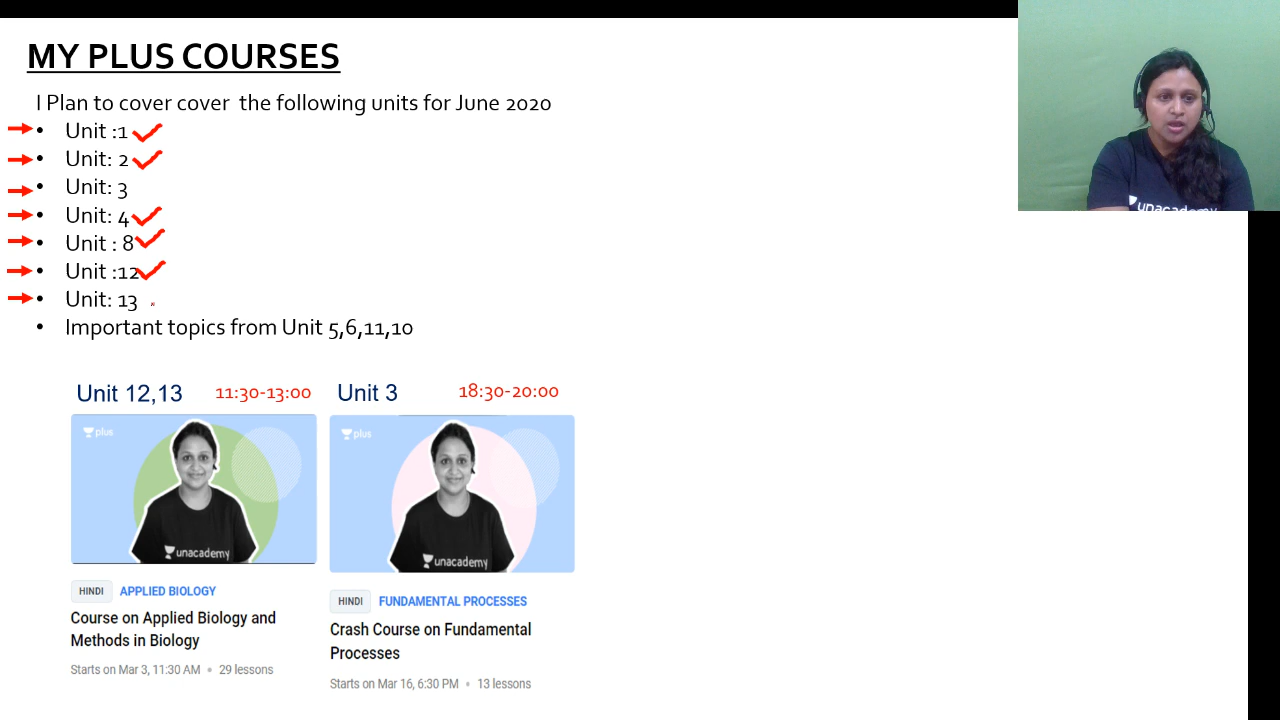 MY PLUS COURSES
I Plan to cover cover the following units for June 2020
• Unit :1
• Unit: 2
• Unit: 3
• Unit: 4
• Unit : 8
• Unit :12
• Unit: 13
• Important topics from Unit 5,6,11,10
Unit 12,13 11:30-13:00
Unit 3 18:30-20:00
plus
plus
unacademy
unacademy
HINDI APPLIED BIOLOGY
Course on Applied Biology and
Methods in Biology
Starts on Mar 3, 11:30 AM • 29 lessons
HINDI FUNDAMENTAL PROCESSES
Crash Course on Fundamental
Processes
Starts on Mar 16, 6:30 PM • 13 lessons
unacademy